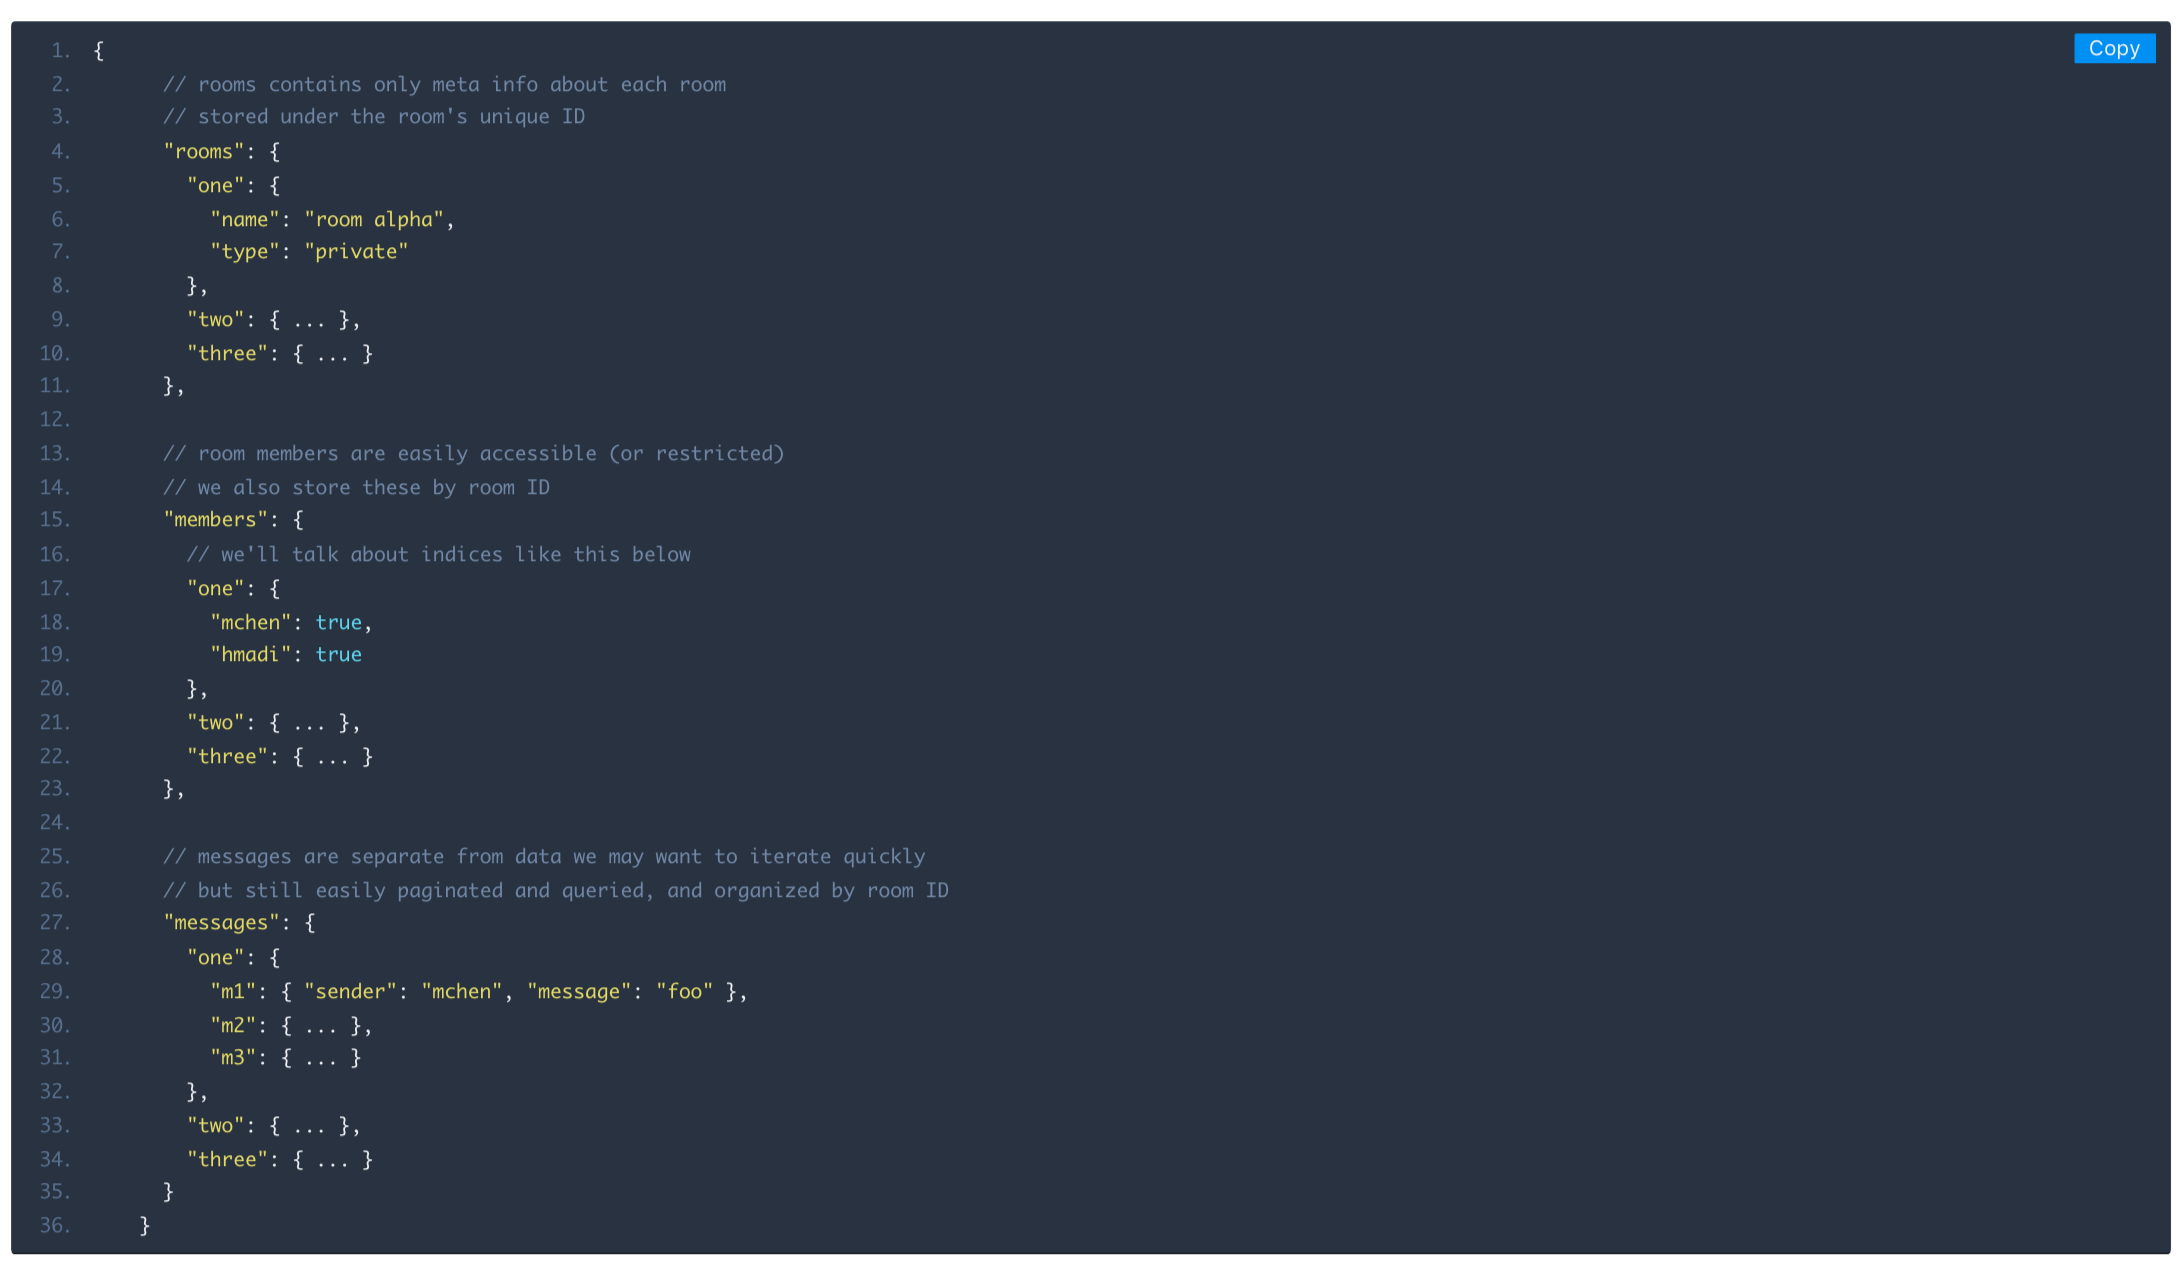 Copy
1. {
2.       // rooms contains only meta info about each room
3.       // stored under the room's unique ID
4.       "rooms": {
5.         "one": {
6.           "name": "room alpha",
7.           "type": "private"
8.         },
9.         "two": { ... },
10.         "three": { ... }
11.       },
12.
13.       // room members are easily accessible (or restricted)
14.       // we also store these by room ID
15.       "members": {
16.         // we'll talk about indices like this below
17.         "one": {
18.           "mchen": true,
19.           "hmadi": true
20.         },
21.         "two": { ... },
22.         "three": { ... }
23.       },
24.
25.       // messages are separate from data we may want to iterate quickly
26.       // but still easily paginated and queried, and organized by room ID
27.       "messages": {
28.         "one": {
29.           "m1": { "sender": "mchen", "message": "foo" },
30.           "m2": { ... },
31.           "m3": { ... }
32.         },
33.         "two": { ... },
34.         "three": { ... }
35.       }
36.     }